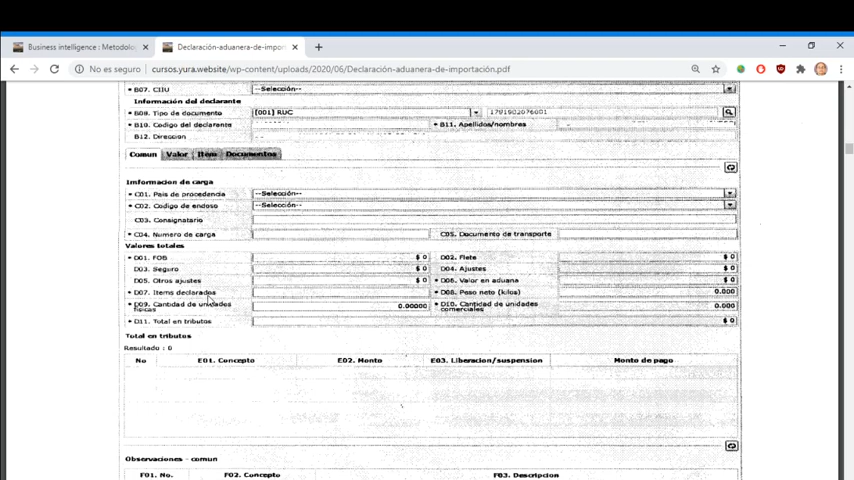 Business intelligence : Metodolog
Declaración-aduanera-de-import
No es seguro cursos.yura.website/wp-content/uploads/2020/06/Declaración-aduanera-de-importación.pdf
B07. CIIU --Selección--
Información del declarante
B08. Tipo de documento [001] RUC 1791902076001
B10. Codigo del declarante B11. Apellidos/nombres
B12. Direccion
Comun Valor Item Documentos
Informacion de carga
C01. Pais de procedencia --Selección--
C02. Codigo de endoso --Selección--
C03. Consignatario
C04. Numero de carga C05. Documento de transporte
Valores totales
D01. FOB $ 0 D02. Flete $ 0
D03. Seguro $ 0 D04. Ajustes $ 0
D05. Otros ajustes $ 0 D06. Valor en aduana $ 0
D07. Items declarados D08. Peso neto (kilos) 0.000
D09. Cantidad de unidades fisicas 0.00000 D10. Cantidad de unidades comerciales 0.000
D11. Total en tributos $ 0
Total en tributos
Resultado : 0
No E01. Concepto E02. Monto E03. Liberacion/suspension Monto de pago
Observaciones - comun
F01. No. F02. Concepto F03. Descripcion